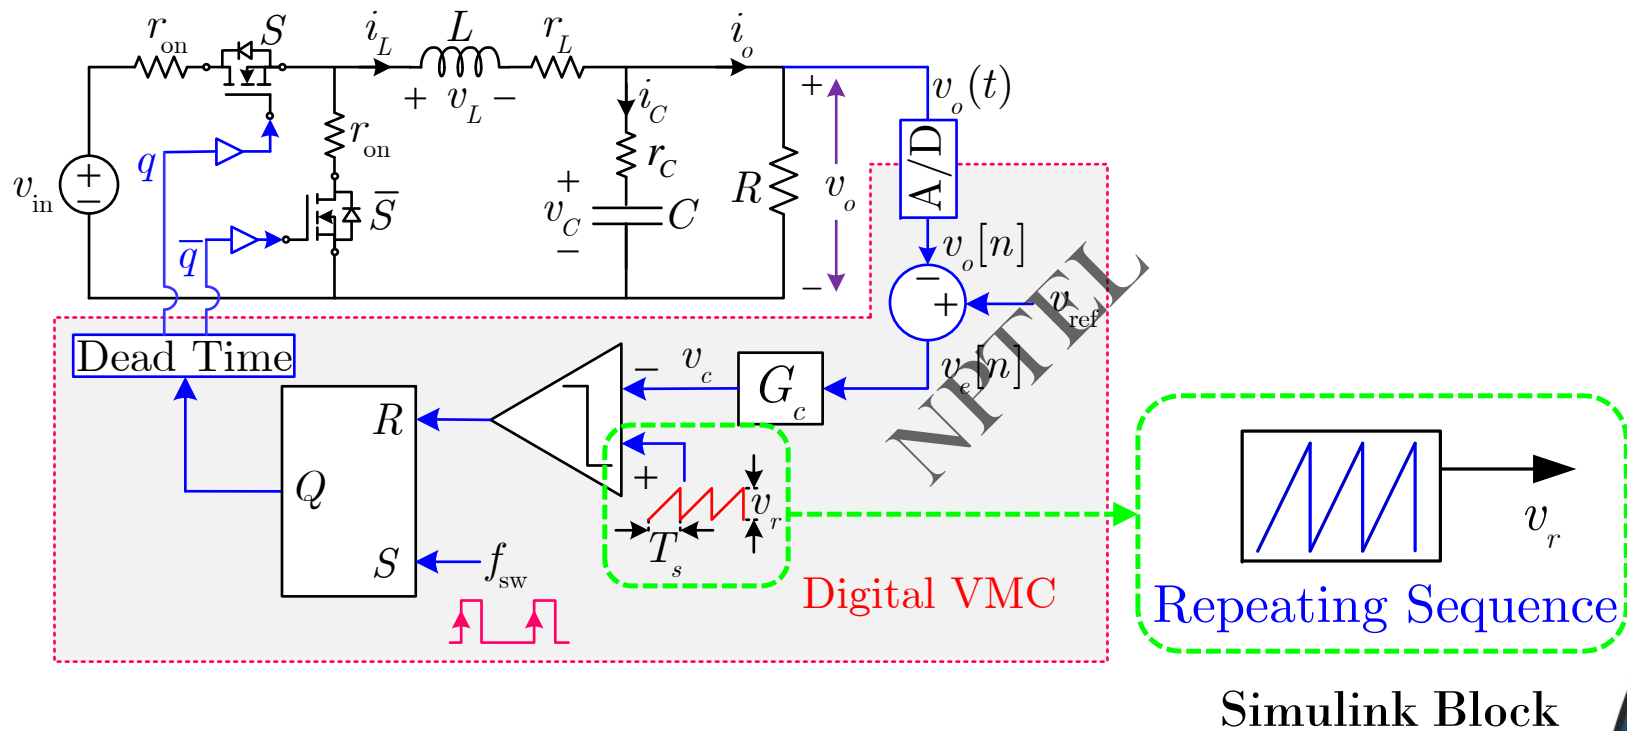 r_on
S
i_L
L
r_L
i_o
+ v_L −
i_C
+
v_o(t)
q
r_on
r_C
A/D
v_in
+
−
S̅
+
v_C
−
C
R
v_o
q̅
−
v_o[n]
−
+
v_ref
Dead Time
v_e[n]
−
v_c
G_c
R
+
v_r
T_s
Q
S
f_sw
Digital VMC
NPTEL
v_r
Repeating Sequence
Simulink Block